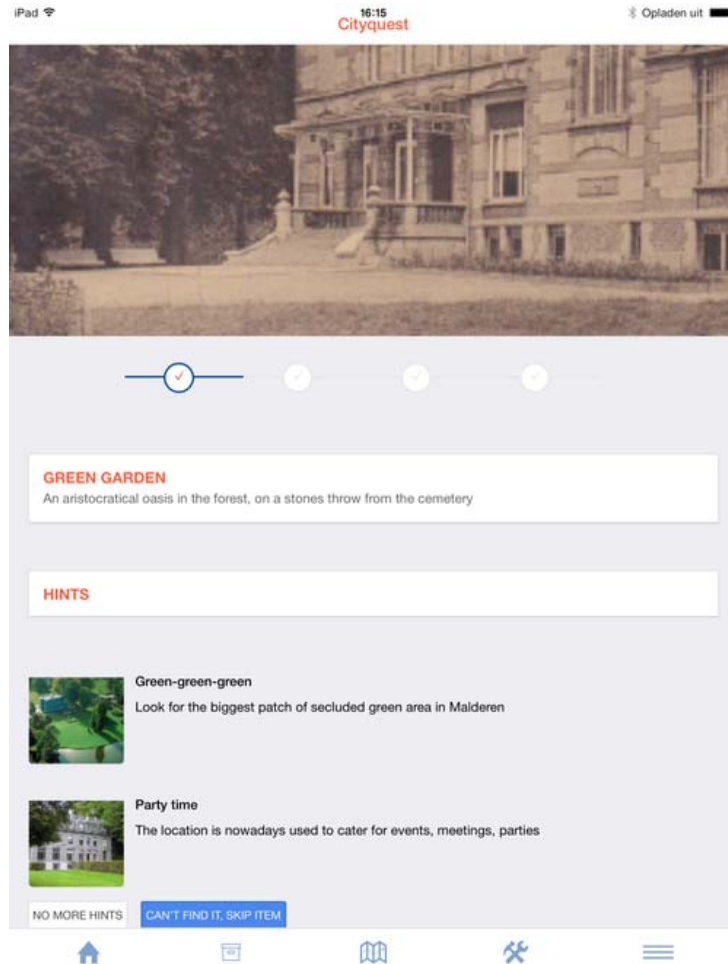 iPad
16:15
Opladen uit
Cityquest
GREEN GARDEN
An aristocratical oasis in the forest, on a stones throw from the cemetery
HINTS
Green-green-green
Look for the biggest patch of secluded green area in Malderen
Party time
The location is nowadays used to cater for events, meetings, parties
NO MORE HINTS
CAN'T FIND IT, SKIP ITEM